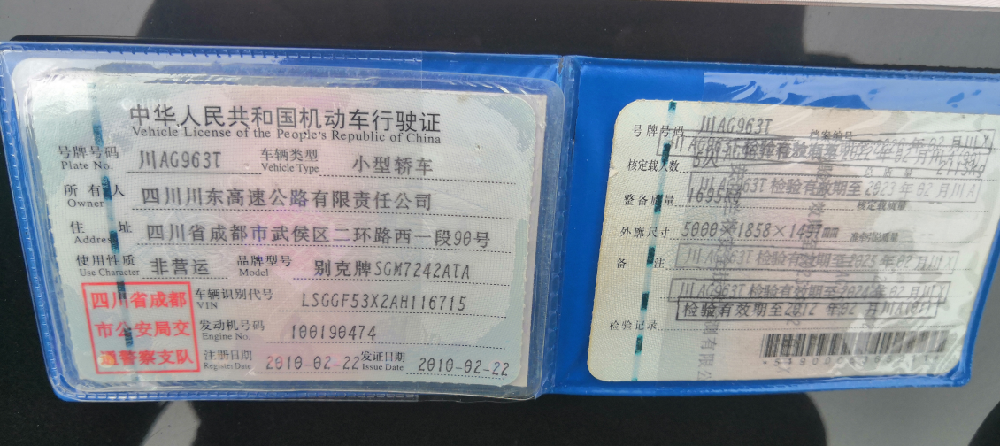 中华人民共和国机动车行驶证
Vehicle License of the People's Republic of China
号牌号码 川AG963T 车辆类型 小型轿车
Plate No. Vehicle Type
所有人 四川川东高速公路有限责任公司
Owner
住址 四川省成都市武侯区二环路西一段90号
Address
使用性质 非营运 品牌型号 别克牌SGM7242ATA
Use Character Model
四川省成都
市公安局交
通警察支队
车辆识别代号 LSGGF53X2AH116715
VIN
发动机号码 100190474
Engine No.
注册日期 2010-02-22 发证日期 2010-02-22
Register Date Issue Date
号牌号码 川AG963T 档案编号
川AG963T 检验有效期
核定载人数 5人 总质量
川AG963T 检验有效期至2023年02月川A
整备质量 1695kg 核定载质量
外廓尺寸 5000×1858×1497mm 准牵引总质量 --
备注 川AG963T 检验有效期至2025年02月川X
川AG963T 检验有效期至2024年02月川X
检验有效期至2012年02月川A
检验记录